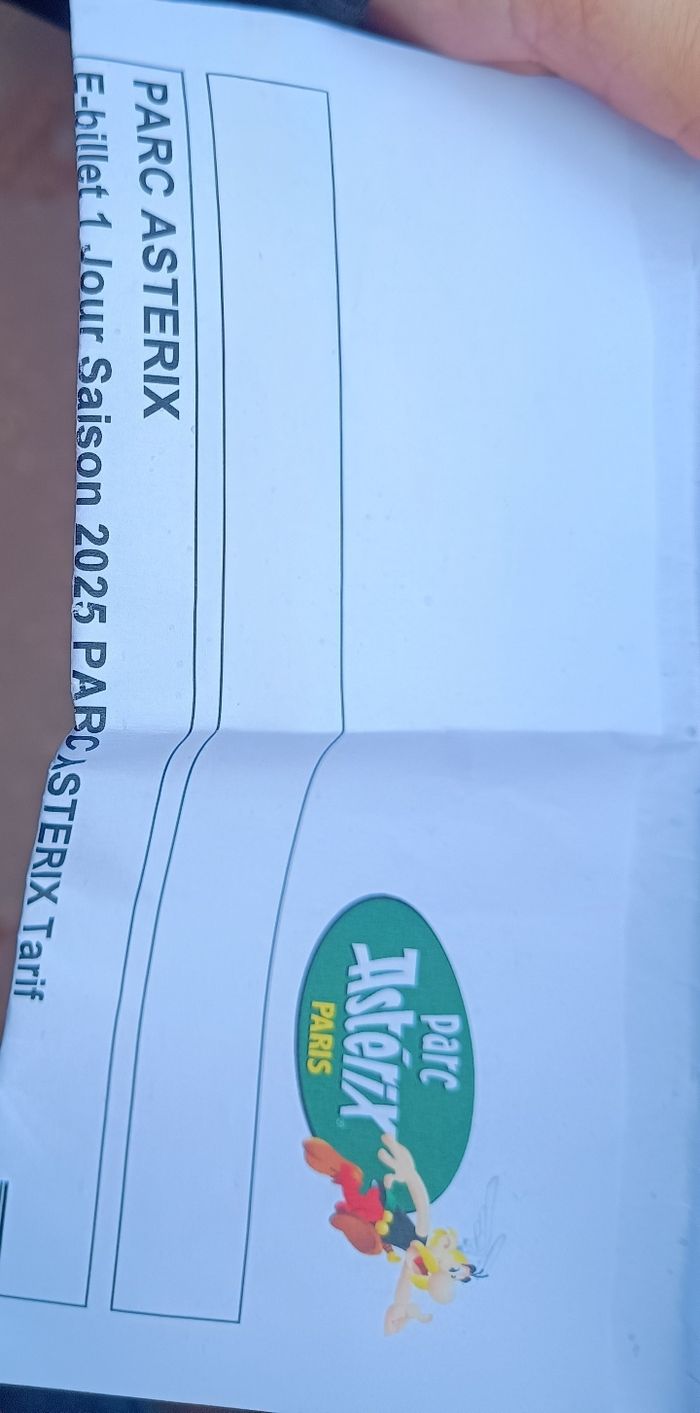 parc
Astérix
PARIS
PARC ASTERIX
E-billet 1 Jour Saison 2025 PARC ASTERIX Tarif